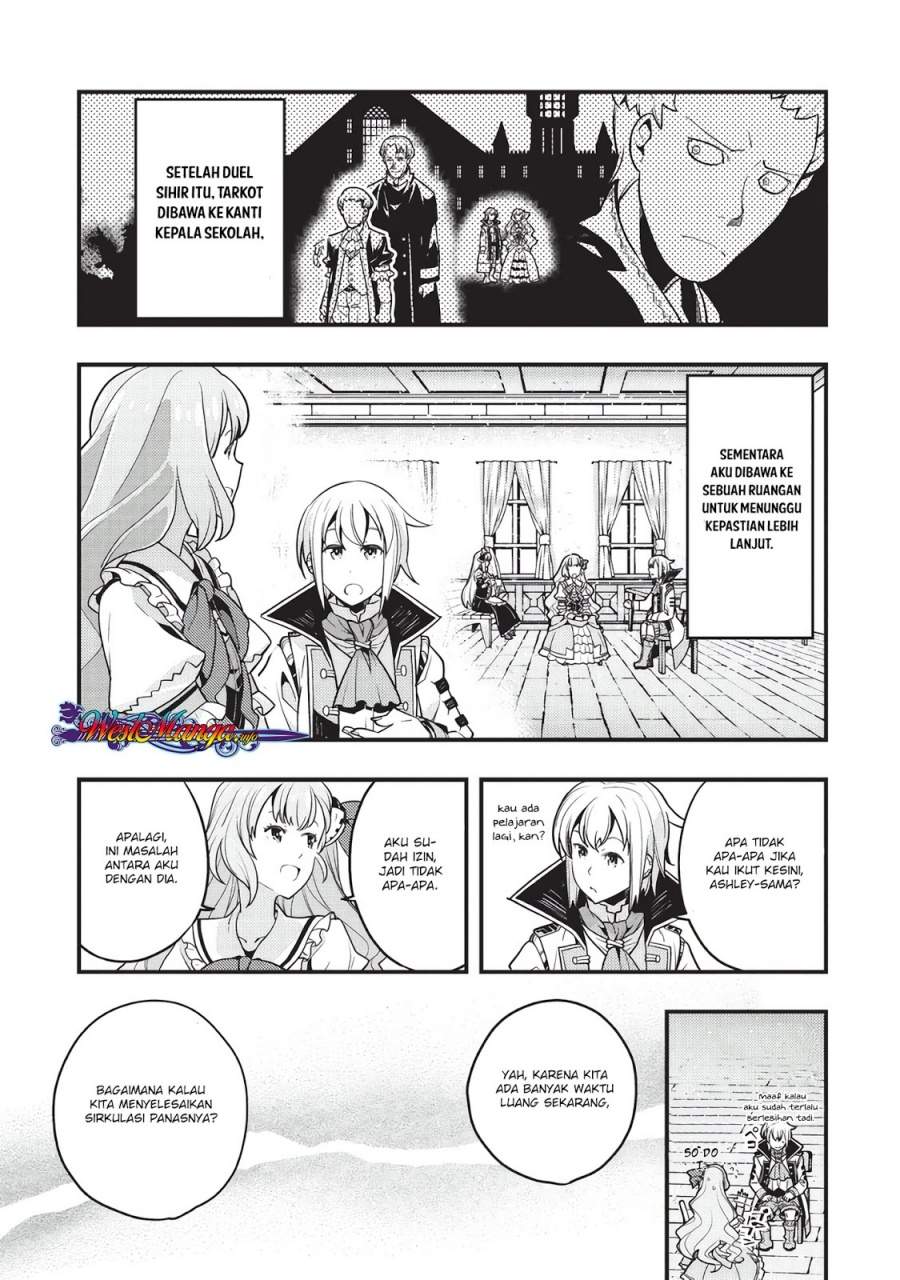 SETELAH DUEL
SIHIR ITU, TARKOT
DIBAWA KE KANTI
KEPALA SEKOLAH,
SEMENTARA
AKU DIBAWA KE
SEBUAH RUANGAN
UNTUK MENUNGGU
KEPASTIAN LEBIH
LANJUT.
WestManga.info
APA TIDAK
APA-APA JIKA
KAU IKUT KESINI,
ASHLEY-SAMA?
kau ada
pelajaran
lagi, kan?
AKU SU-
DAH IZIN,
JADI TIDAK
APA-APA.
APALAGI,
INI MASALAH
ANTARA AKU
DENGAN DIA.
maaf kalau
aku sudah terlalu
berlebihan tadi.
SO DO
YAH, KARENA KITA
ADA BANYAK WAKTU
LUANG SEKARANG,
BAGAIMANA KALAU
KITA MENYELESAIKAN
SIRKULASI PANASNYA?